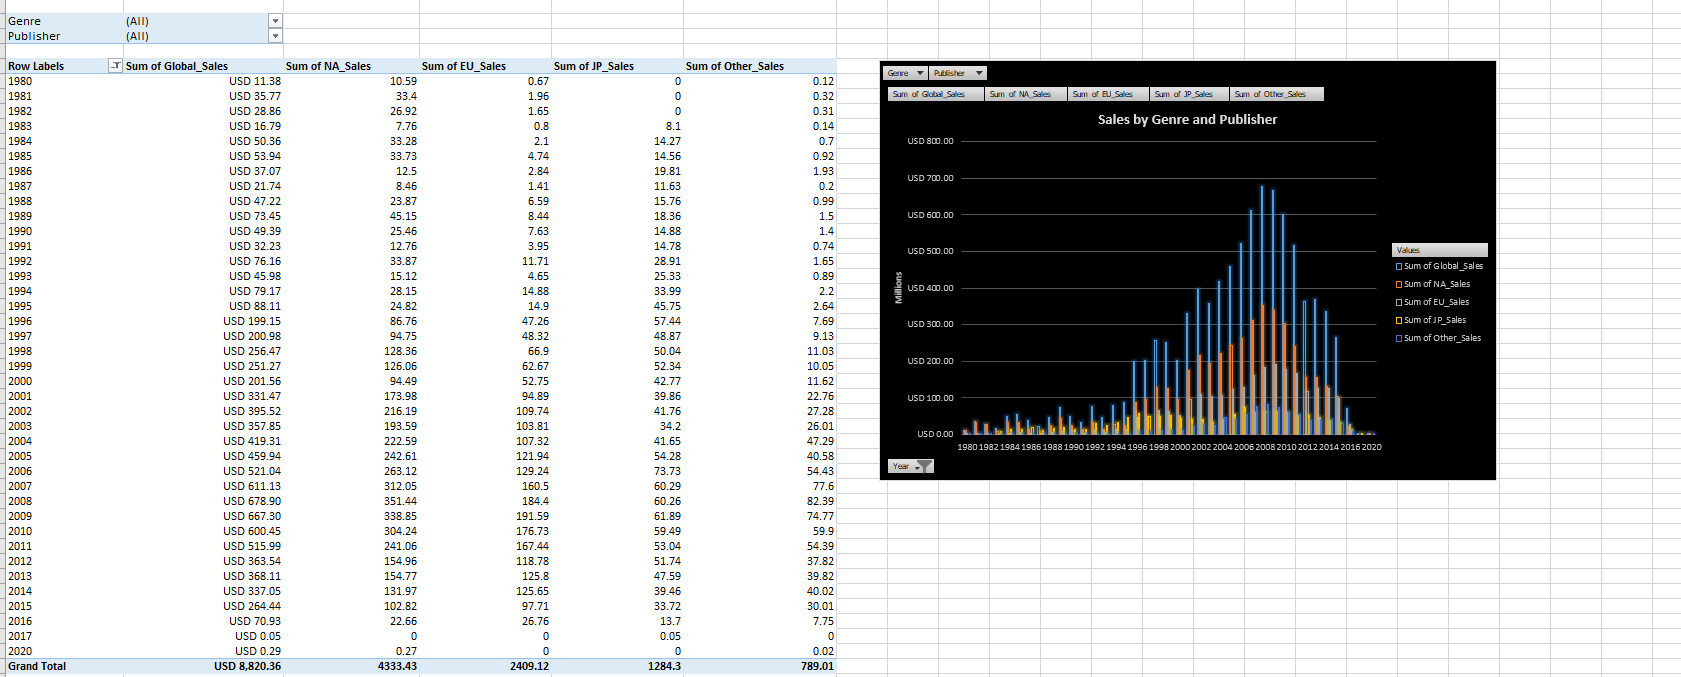 Genre (All)
Publisher (All)
Row Labels Sum of Global_Sales Sum of NA_Sales Sum of EU_Sales Sum of JP_Sales Sum of Other_Sales
1980 USD 11.38 10.59 0.67 0 0.12
1981 USD 35.77 33.4 1.96 0 0.32
1982 USD 28.86 26.92 1.65 0 0.31
1983 USD 16.79 7.76 0.8 8.1 0.14
1984 USD 50.36 33.28 2.1 14.27 0.7
1985 USD 53.94 33.73 4.74 14.56 0.92
1986 USD 37.07 12.5 2.84 19.81 1.93
1987 USD 21.74 8.46 1.41 11.63 0.2
1988 USD 47.22 23.87 6.59 15.76 0.99
1989 USD 73.45 45.15 8.44 18.36 1.5
1990 USD 49.39 25.46 7.63 14.88 1.4
1991 USD 32.23 12.76 3.95 14.78 0.74
1992 USD 76.16 33.87 11.71 28.91 1.65
1993 USD 45.98 15.12 4.65 25.33 0.89
1994 USD 79.17 28.15 14.88 33.99 2.2
1995 USD 88.11 24.82 14.9 45.75 2.64
1996 USD 199.15 86.76 47.26 57.44 7.69
1997 USD 200.98 94.75 48.32 48.87 9.13
1998 USD 256.47 128.36 66.9 50.04 11.03
1999 USD 251.27 126.06 62.67 52.34 10.05
2000 USD 201.56 94.49 52.75 42.77 11.62
2001 USD 331.47 173.98 94.89 39.86 22.76
2002 USD 395.52 216.19 109.74 41.76 27.28
2003 USD 357.85 193.59 103.81 34.2 26.01
2004 USD 419.31 222.59 107.32 41.65 47.29
2005 USD 459.94 242.61 121.94 54.28 40.58
2006 USD 521.04 263.12 129.24 73.73 54.43
2007 USD 611.13 312.05 160.5 60.29 77.6
2008 USD 678.90 351.44 184.4 60.26 82.39
2009 USD 667.30 338.85 191.59 61.89 74.77
2010 USD 600.45 304.24 176.73 59.49 59.9
2011 USD 515.99 241.06 167.44 53.04 54.39
2012 USD 363.54 154.96 118.78 51.74 37.82
2013 USD 368.11 154.77 125.8 47.59 39.82
2014 USD 337.05 131.97 125.65 39.46 40.02
2015 USD 264.44 102.82 97.71 33.72 30.01
2016 USD 70.93 22.66 26.76 13.7 7.75
2017 USD 0.05 0 0 0.05 0
2020 USD 0.29 0.27 0 0 0.02
Grand Total USD 8,820.36 4333.43 2409.12 1284.3 789.01
Genre Publisher
Sum of Global_Sales Sum of NA_Sales Sum of EU_Sales Sum of JP_Sales Sum of Other_Sales
Sales by Genre and Publisher
USD 800.00
USD 700.00
USD 600.00
USD 500.00
USD 400.00
USD 300.00
USD 200.00
USD 100.00
USD 0.00
Millions
1980 1982 1984 1986 1988 1990 1992 1994 1996 1998 2000 2002 2004 2006 2008 2010 2012 2014 2016 2020
Values
Sum of Global_Sales
Sum of NA_Sales
Sum of EU_Sales
Sum of JP_Sales
Sum of Other_Sales
Year